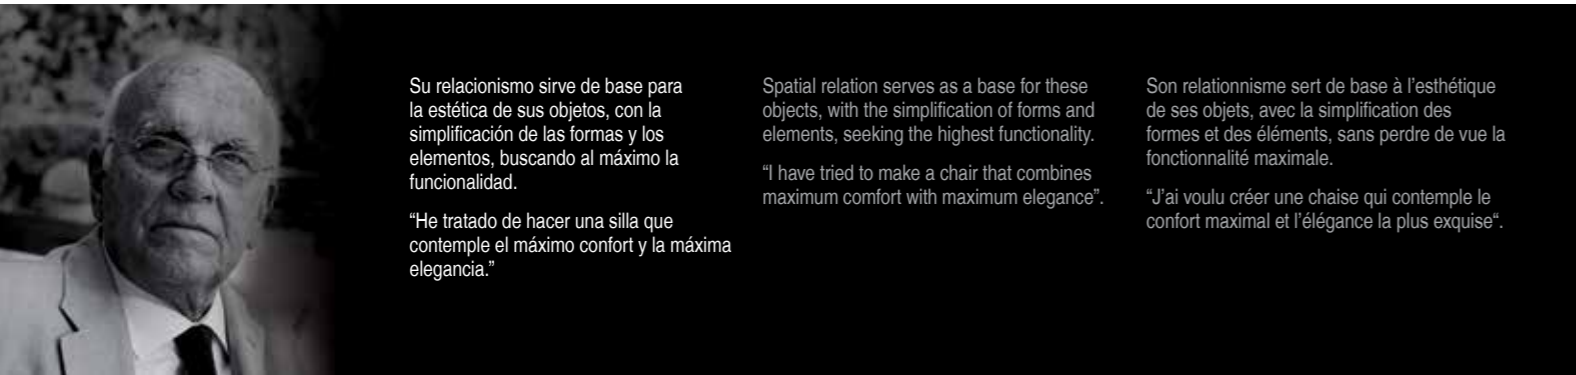 Su relacionismo sirve de base para
la estética de sus objetos, con la
simplificación de las formas y los
elementos, buscando al máximo la
funcionalidad.
“He tratado de hacer una silla que
contemple el máximo confort y la máxima
elegancia.”
Spatial relation serves as a base for these
objects, with the simplification of forms and
elements, seeking the highest functionality.
“I have tried to make a chair that combines
maximum comfort with maximum elegance”.
Son relationnisme sert de base à l’esthétique
de ses objets, avec la simplification des
formes et des éléments, sans perdre de vue la
fonctionnalité maximale.
“J’ai voulu créer une chaise qui contemple le
confort maximal et l’élégance la plus exquise“.